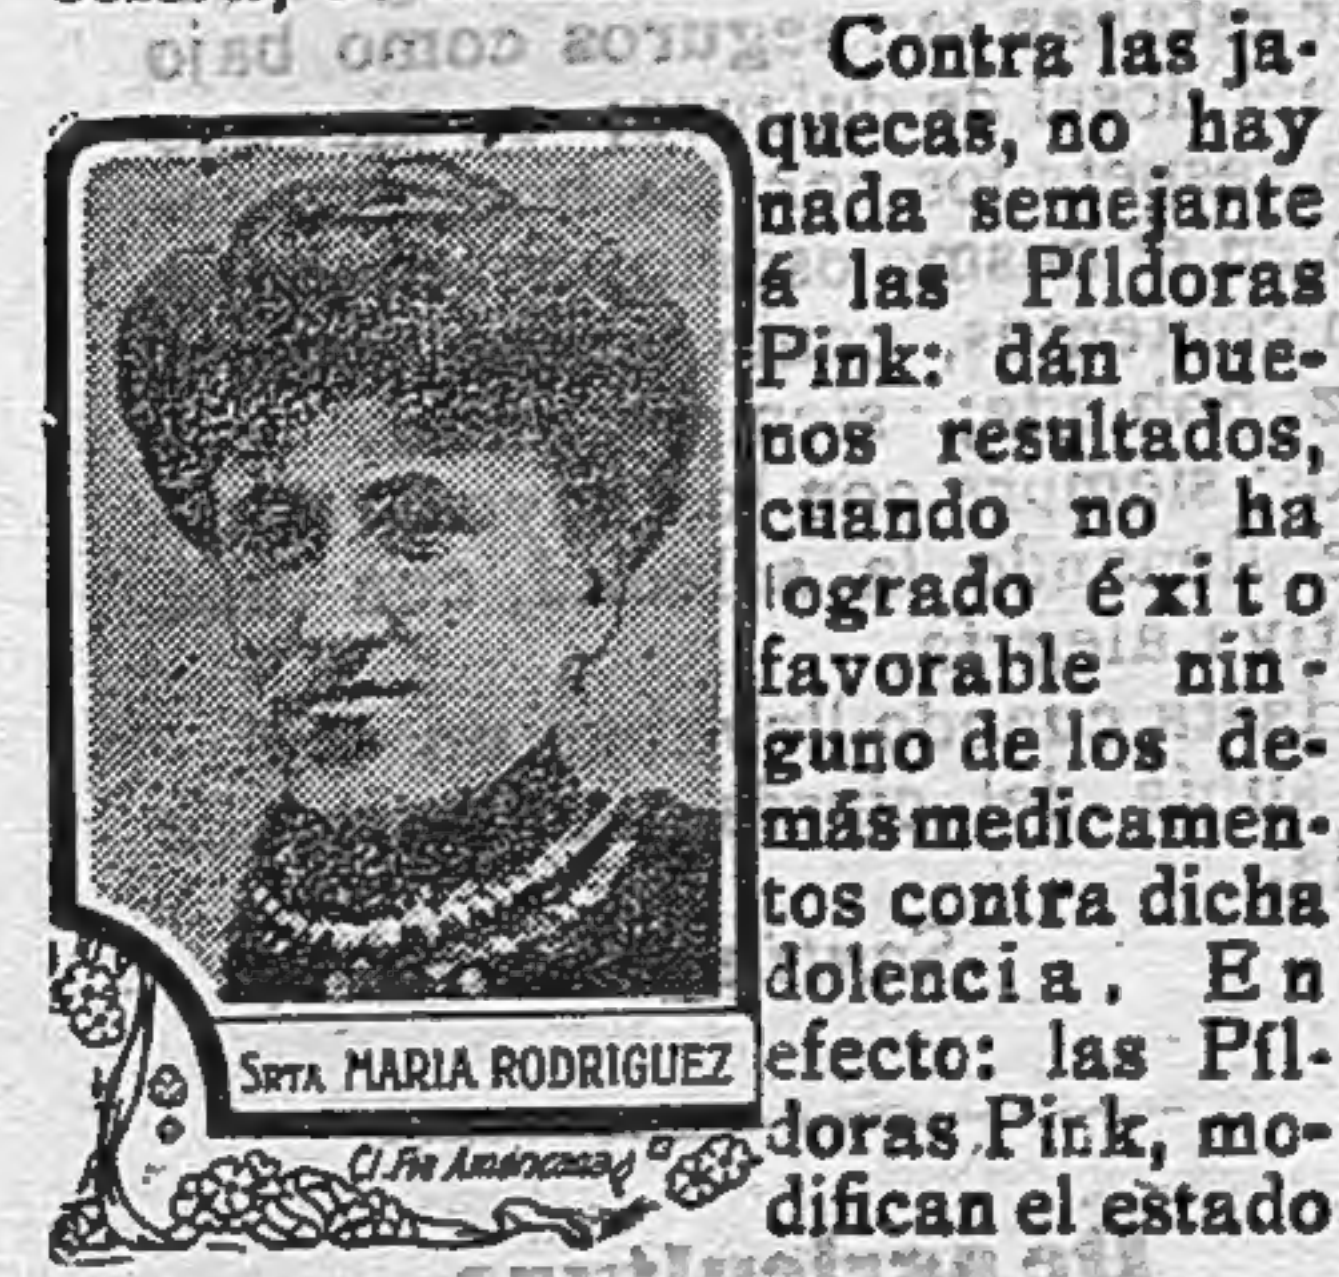 Contra las ja-
quecas, no hay
nada semejante
á las Píldoras
Pink: dán bue-
nos resultados,
cuando no ha
logrado éxito
favorable nin-
guno de los de-
más medicamen-
tos contra dicha
dolencia. En
efecto: las Píl-
doras Pink, mo-
difican el estado
SRTA MARIA RODRIGUEZ
Cl. Fot